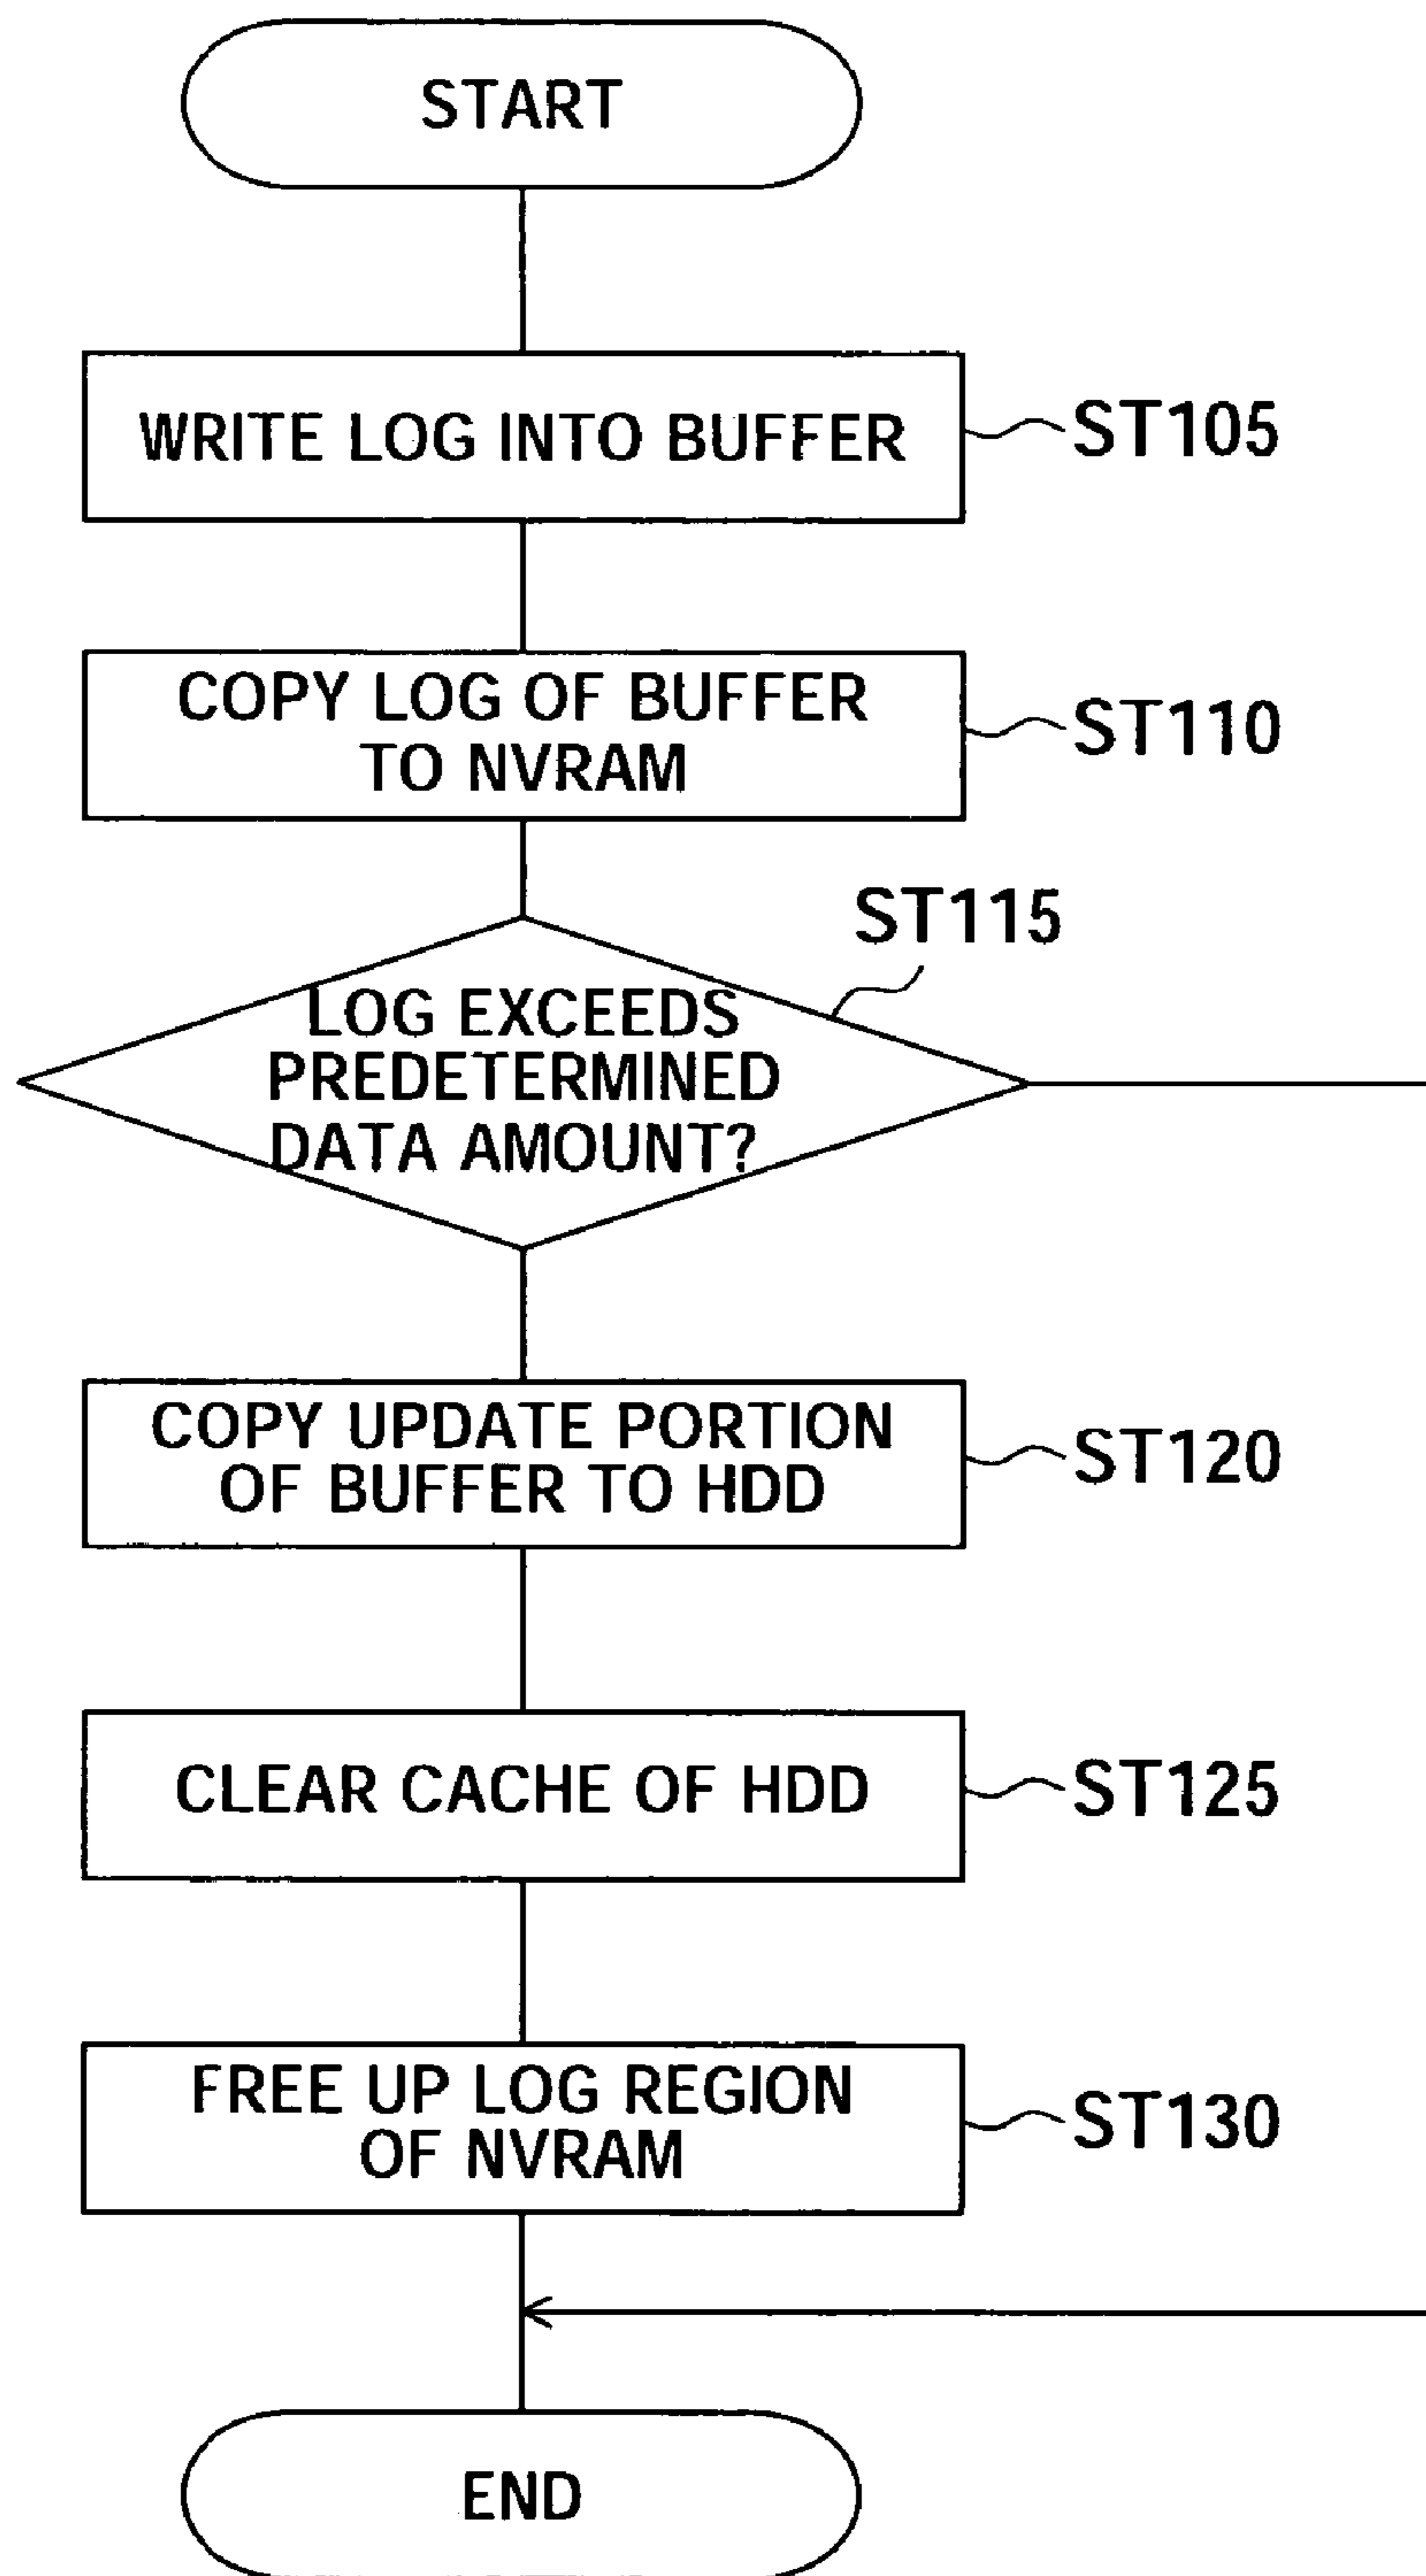 START
WRITE LOG INTO BUFFER
ST105
COPY LOG OF BUFFER
TO NVRAM
ST110
ST115
LOG EXCEEDS
PREDETERMINED
DATA AMOUNT?
COPY UPDATE PORTION
OF BUFFER TO HDD
ST120
CLEAR CACHE OF HDD
ST125
FREE UP LOG REGION
OF NVRAM
ST130
END